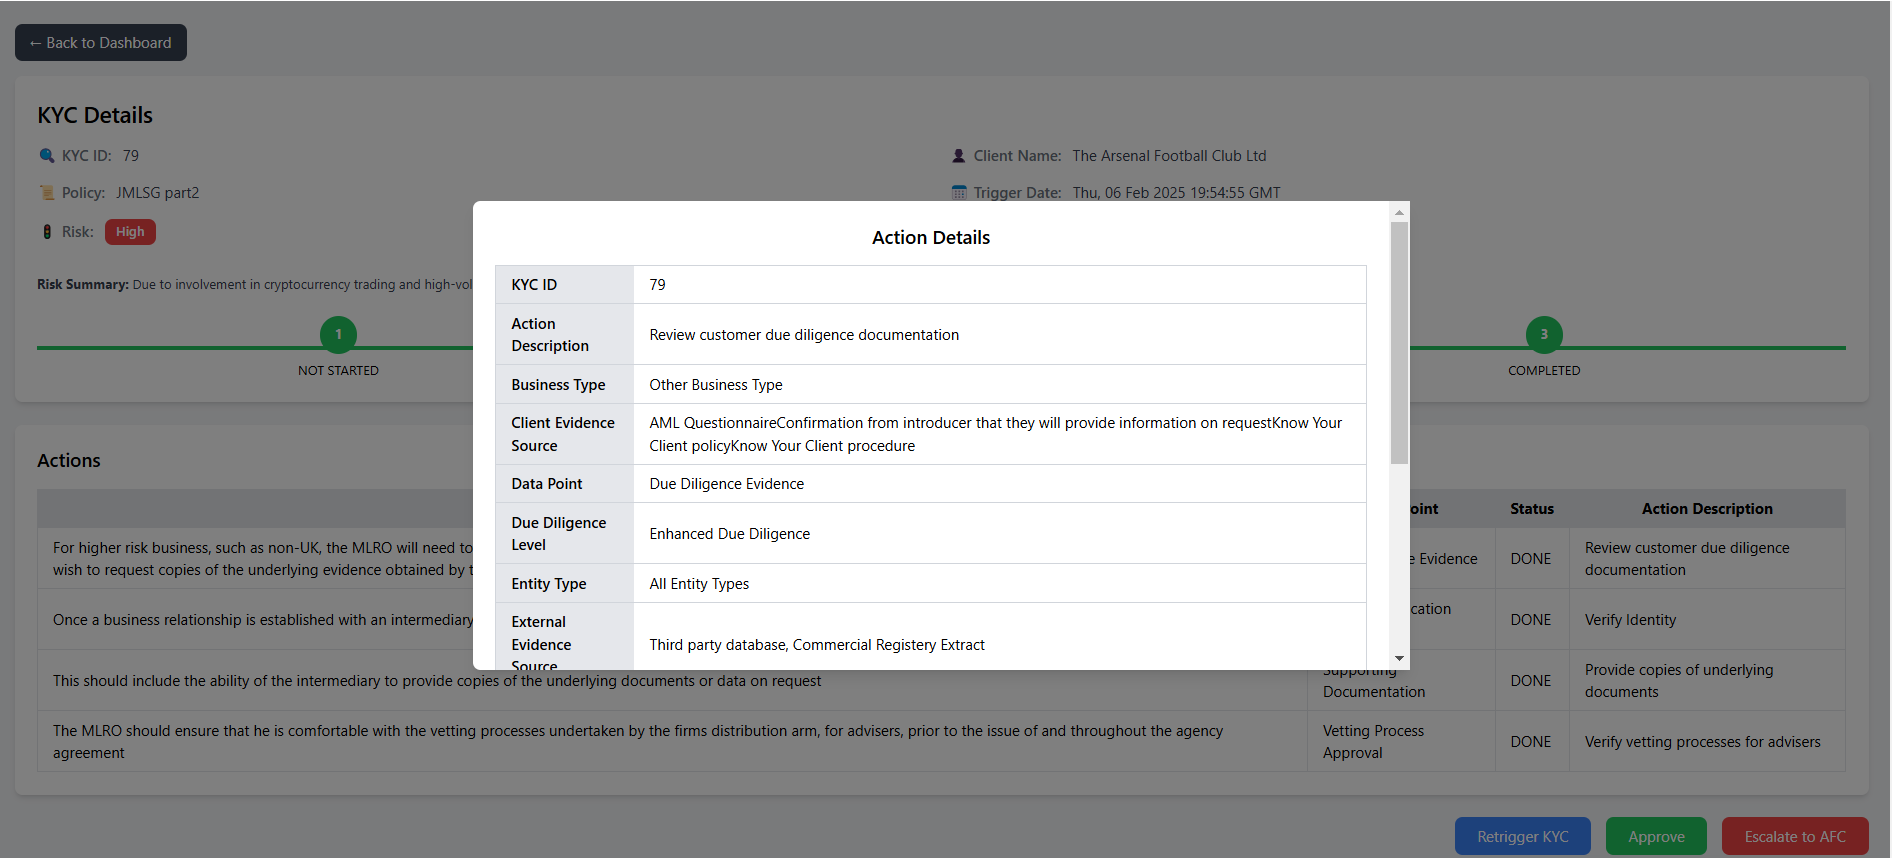 ← Back to Dashboard
KYC Details
KYC ID: 79
Client Name: The Arsenal Football Club Ltd
Policy: JMLSG part2
Trigger Date: Thu, 06 Feb 2025 19:54:55 GMT
Risk: High
Risk Summary: Due to involvement in cryptocurrency trading and high-vol
1
3
NOT STARTED
COMPLETED
Action Details
KYC ID
79
Action
Description
Review customer due diligence documentation
Business Type
Other Business Type
Client Evidence
Source
AML QuestionnaireConfirmation from introducer that they will provide information on requestKnow Your
Client policyKnow Your Client procedure
Data Point
Due Diligence Evidence
Due Diligence
Level
Enhanced Due Diligence
Entity Type
All Entity Types
External
Evidence
Source
Third party database, Commercial Registery Extract
Actions
oint
Status
Action Description
For higher risk business, such as non-UK, the MLRO will need to
wish to request copies of the underlying evidence obtained by t
e Evidence
DONE
Review customer due diligence
documentation
Once a business relationship is established with an intermediary
cation
DONE
Verify Identity
This should include the ability of the intermediary to provide copies of the underlying documents or data on request
Supporting
Documentation
DONE
Provide copies of underlying
documents
The MLRO should ensure that he is comfortable with the vetting processes undertaken by the firms distribution arm, for advisers, prior to the issue of and throughout the agency
agreement
Vetting Process
Approval
DONE
Verify vetting processes for advisers
Retrigger KYC
Approve
Escalate to AFC